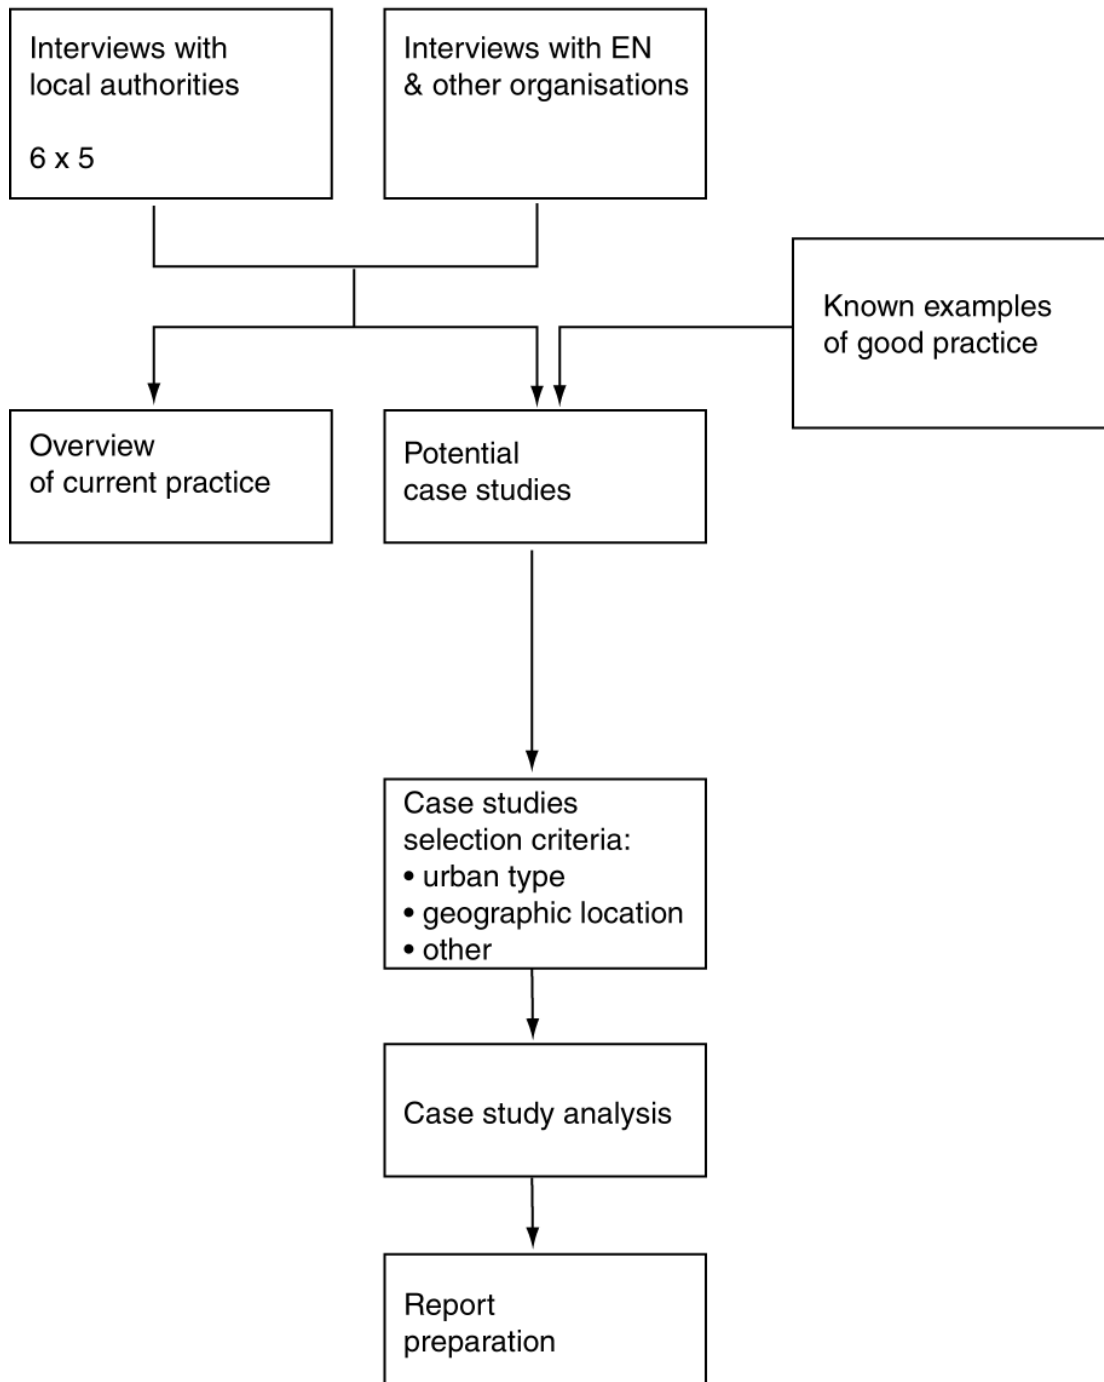 Interviews with
local authorities
6 x 5
Interviews with EN
& other organisations
Known examples
of good practice
Overview
of current practice
Potential
case studies
Case studies
selection criteria:
• urban type
• geographic location
• other
Case study analysis
Report
preparation